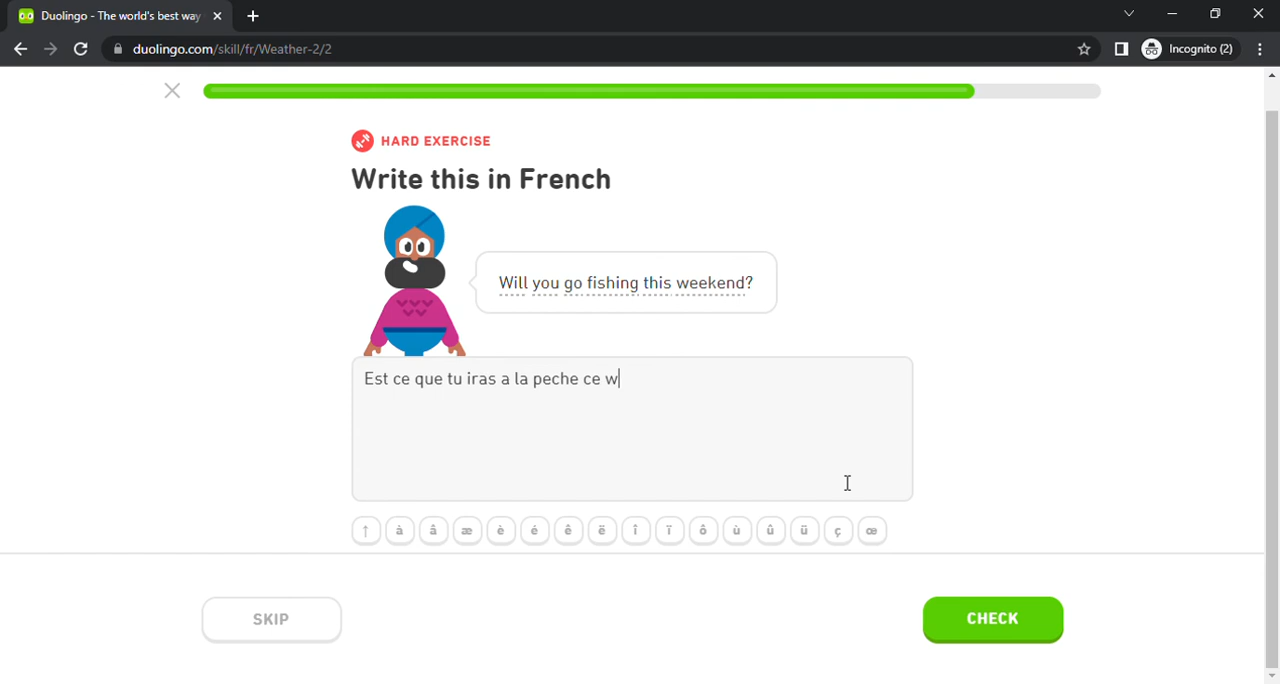 Duolingo - The world's best way
duolingo.com/skill/fr/Weather-2/2
Incognito (2)
HARD EXERCISE
Write this in French
Will you go fishing this weekend?
Est ce que tu iras a la peche ce w
↑ à â æ è é ê ë î ï ô ù û ü ç œ
SKIP
CHECK